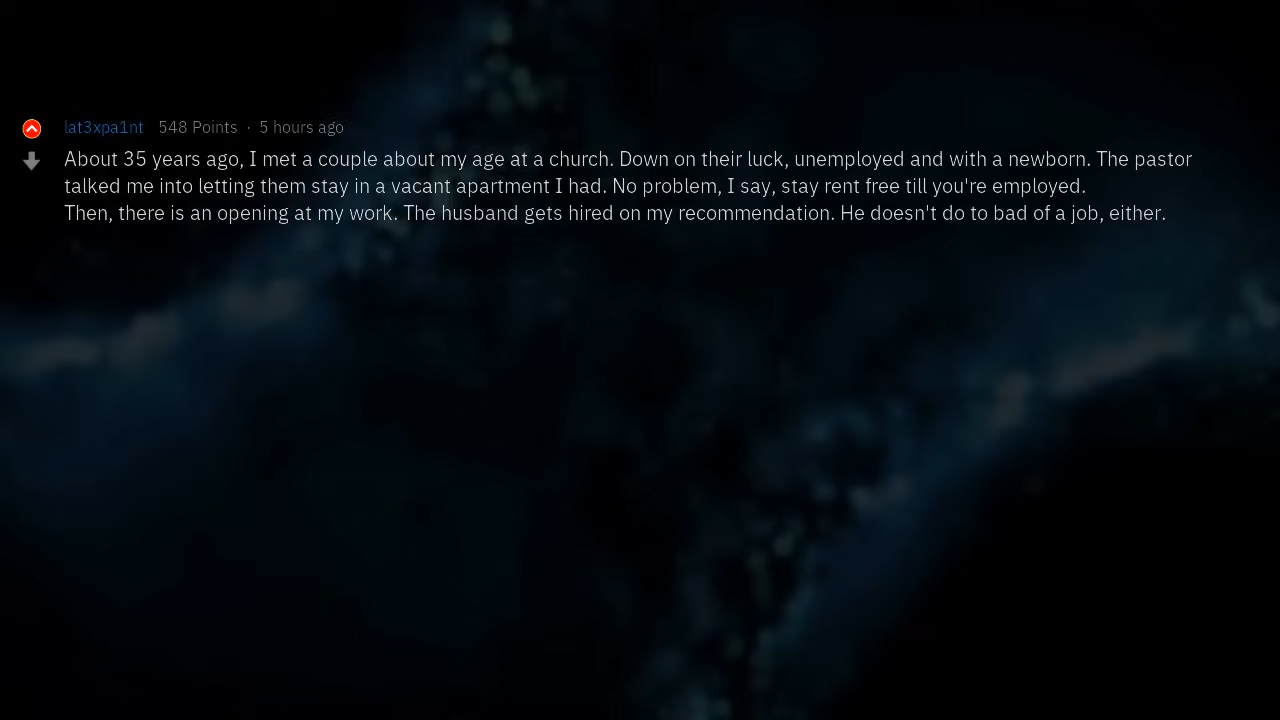 lat3xpa1nt 548 Points · 5 hours ago
About 35 years ago, I met a couple about my age at a church. Down on their luck, unemployed and with a newborn. The pastor
talked me into letting them stay in a vacant apartment I had. No problem, I say, stay rent free till you're employed.
Then, there is an opening at my work. The husband gets hired on my recommendation. He doesn't do to bad of a job, either.